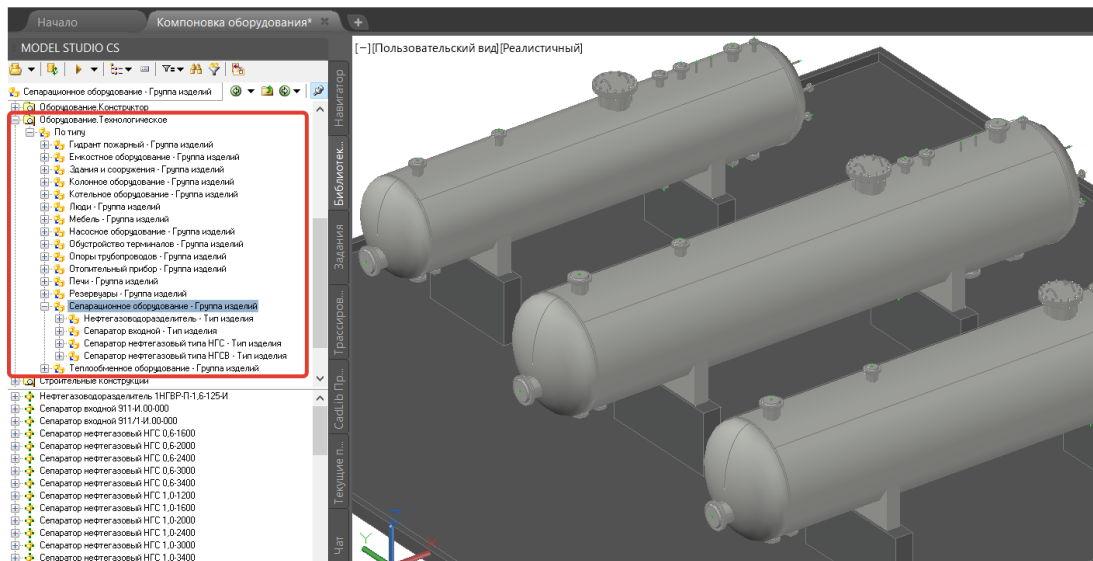 Начало
Компоновка оборудования*
MODEL STUDIO CS
Сепарационное оборудование - Группа изделий
Оборудование.Конструктор
Оборудование.Технологическое
По типу
Гидрант пожарный - Группа изделий
Емкостное оборудование - Группа изделий
Здания и сооружения - Группа изделий
Колонное оборудование - Группа изделий
Котельное оборудование - Группа изделий
Люди - Группа изделий
Мебель - Группа изделий
Насосное оборудование - Группа изделий
Обустройство терминалов - Группа изделий
Опоры трубопроводов - Группа изделий
Отопительный прибор - Группа изделий
Печи - Группа изделий
Резервуары - Группа изделий
Сепарационное оборудование - Группа изделий
Нефтегазоводоразделитель - Тип изделия
Сепаратор входной - Тип изделия
Сепаратор нефтегазовый типа НГС - Тип изделия
Сепаратор нефтегазовый типа НГСВ - Тип изделия
Теплообменное оборудование - Группа изделий
Строительные конструкции
Нефтегазоводоразделитель 1НГВР-П-1,6-125-И
Сепаратор входной 911-И.00-000
Сепаратор входной 911/1-И.00-000
Сепаратор нефтегазовый НГС 0,6-1600
Сепаратор нефтегазовый НГС 0,6-2000
Сепаратор нефтегазовый НГС 0,6-2400
Сепаратор нефтегазовый НГС 0,6-3000
Сепаратор нефтегазовый НГС 0,6-3400
Сепаратор нефтегазовый НГС 1,0-1200
Сепаратор нефтегазовый НГС 1,0-1600
Сепаратор нефтегазовый НГС 1,0-2000
Сепаратор нефтегазовый НГС 1,0-2400
Сепаратор нефтегазовый НГС 1,0-3000
Сепаратор нефтегазовый НГС 1,0-3400
Навигатор
Библиотек...
Задания
Трассиров...
CadLib Пр...
Текущие п...
Чат
[−][Пользовательский вид][Реалистичный]
Y
X